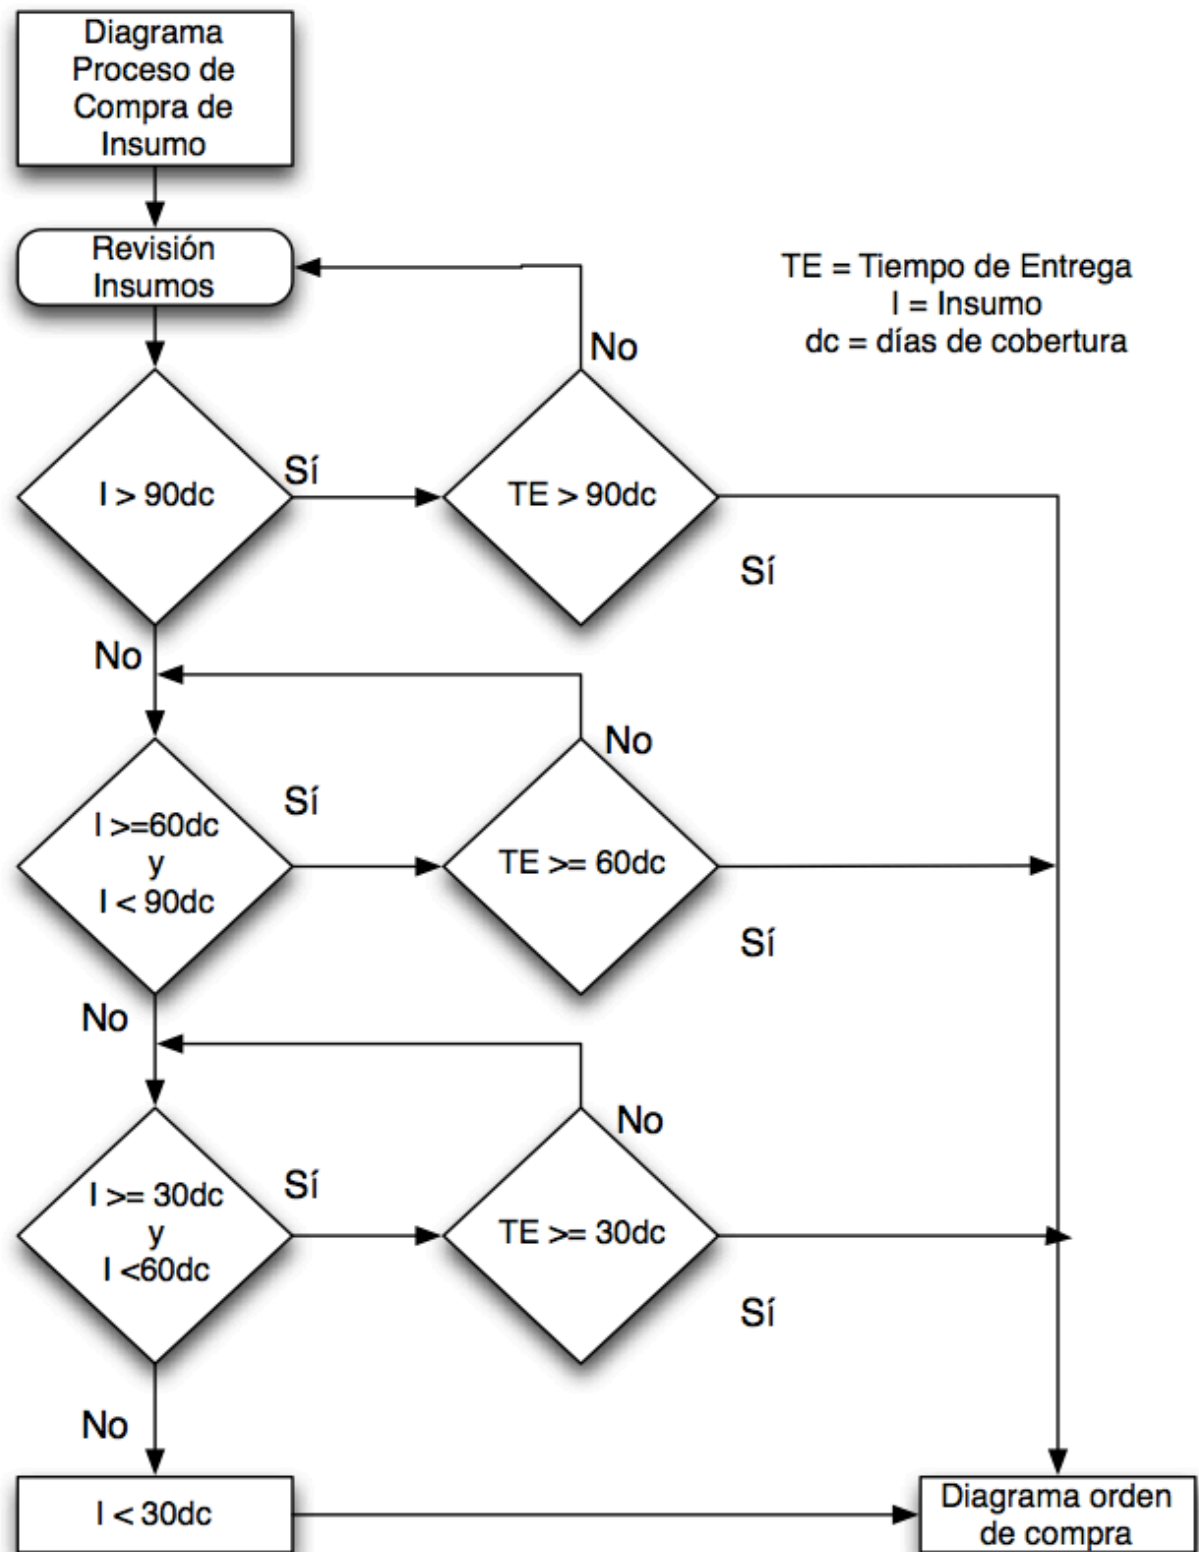 Diagrama
Proceso de
Compra de
Insumo
Revisión
Insumos
TE = Tiempo de Entrega
I = Insumo
dc = días de cobertura
No
I > 90dc
Sí
TE > 90dc
Sí
No
No
I >=60dc
y
I < 90dc
Sí
TE >= 60dc
Sí
No
No
I >= 30dc
y
I <60dc
Sí
TE >= 30dc
Sí
No
I < 30dc
Diagrama orden
de compra